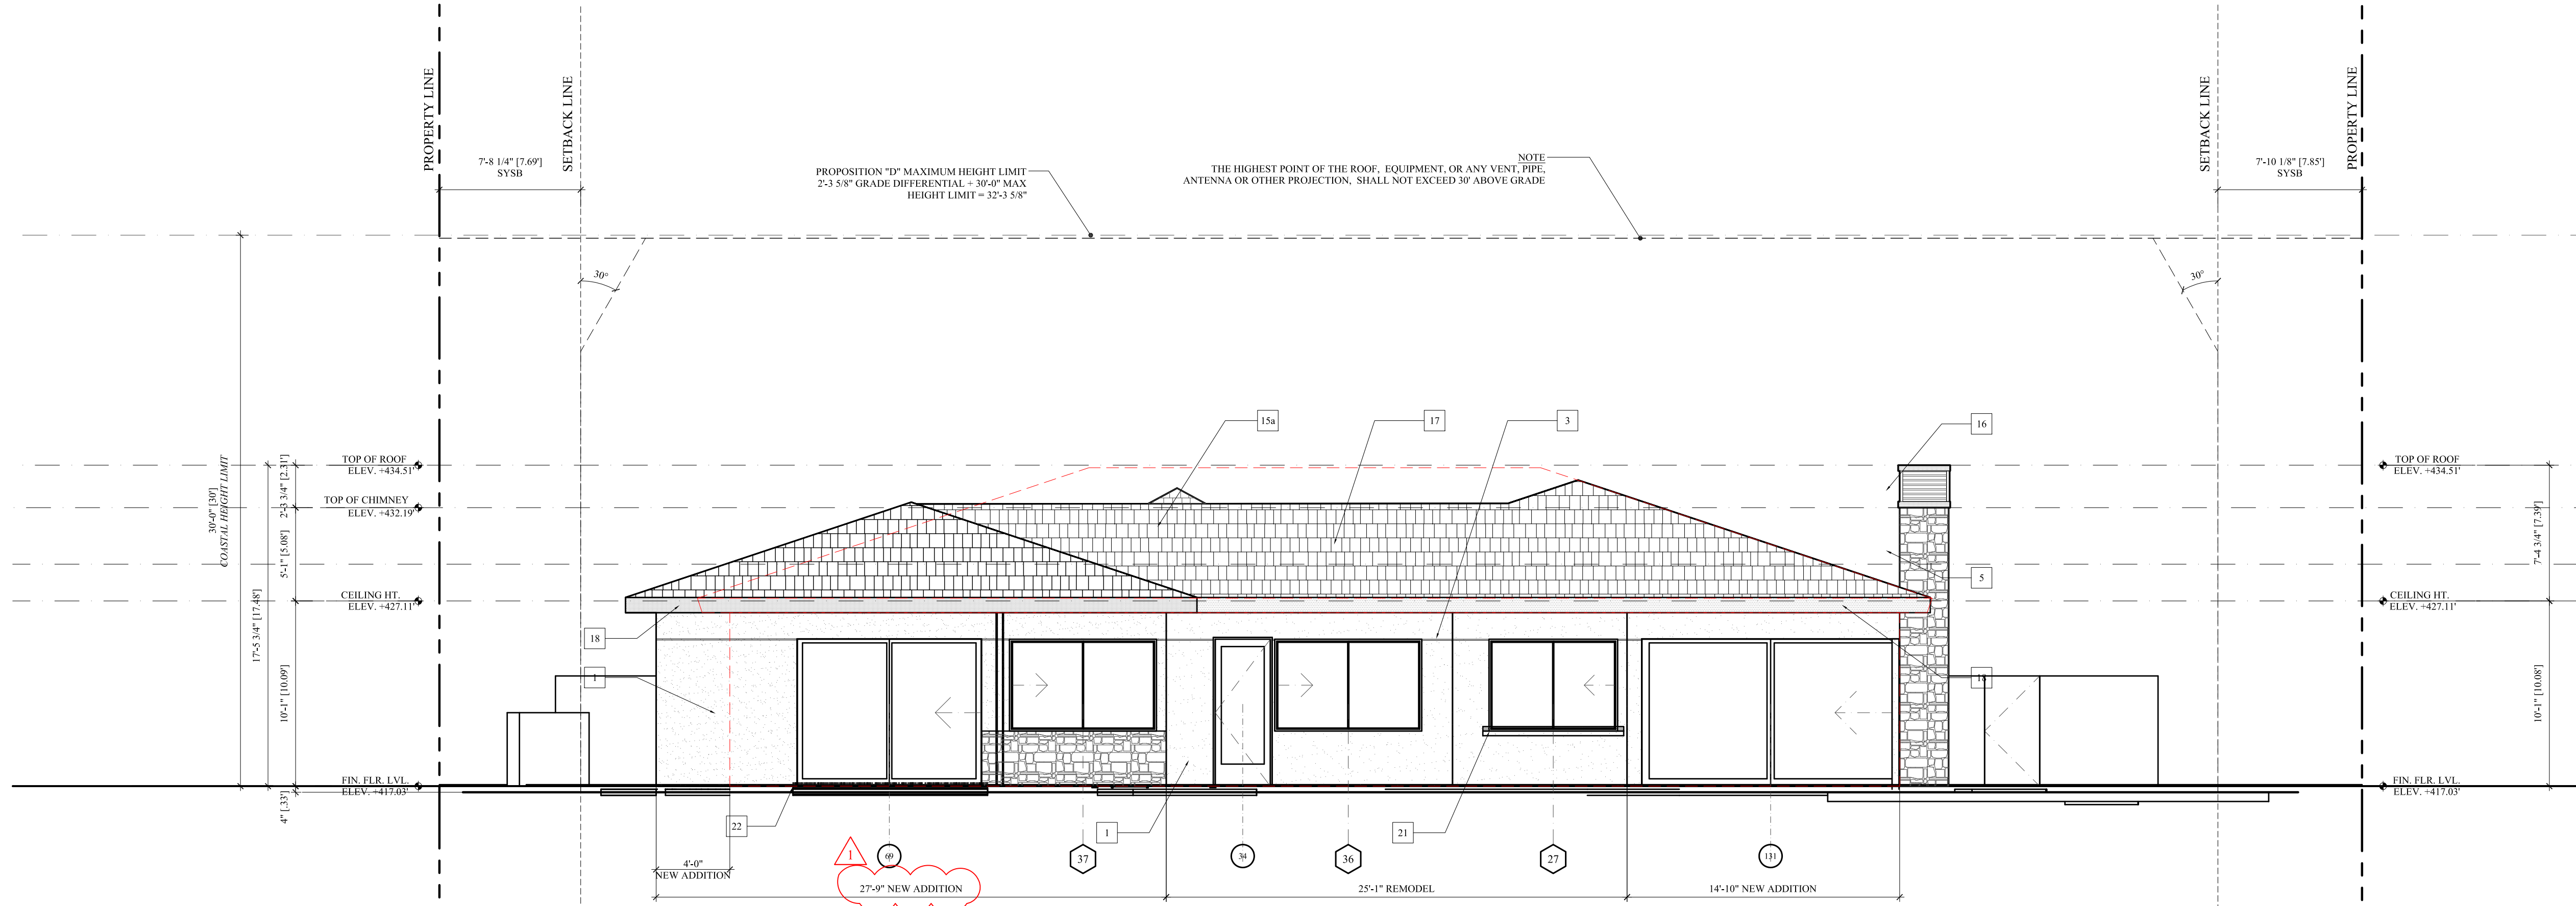 PROPERTY LINE
SETBACK LINE
SETBACK LINE
PROPERTY LINE
7'-8 1/4" [7.69']
SYSB
PROPOSITION "D" MAXIMUM HEIGHT LIMIT
2'-3 5/8" GRADE DIFFERENTIAL + 30'-0" MAX
HEIGHT LIMIT = 32'-3 5/8"
NOTE
THE HIGHEST POINT OF THE ROOF, EQUIPMENT, OR ANY VENT, PIPE,
ANTENNA OR OTHER PROJECTION, SHALL NOT EXCEED 30' ABOVE GRADE
7'-10 1/8" [7.85']
SYSB
30°
30°
15a
17
3
16
30'-0" [30']
COASTAL HEIGHT LIMIT
17'-5 3/4" [17.48']
2'-3 3/4" [2.31']
5'-1" [5.08']
10'-1" [10.09']
4" [.33']
TOP OF ROOF
ELEV. +434.51'
TOP OF CHIMNEY
ELEV. +432.19'
CEILING HT.
ELEV. +427.11'
FIN. FLR. LVL.
ELEV. +417.03'
TOP OF ROOF
ELEV. +434.51'
CEILING HT.
ELEV. +427.11'
FIN. FLR. LVL.
ELEV. +417.03'
7'-4 3/4" [7.39']
10'-1" [10.08']
5
18
1
18
22
1
21
1
69
37
34
36
27
131
4'-0"
NEW ADDITION
27'-9" NEW ADDITION
25'-1" REMODEL
14'-10" NEW ADDITION